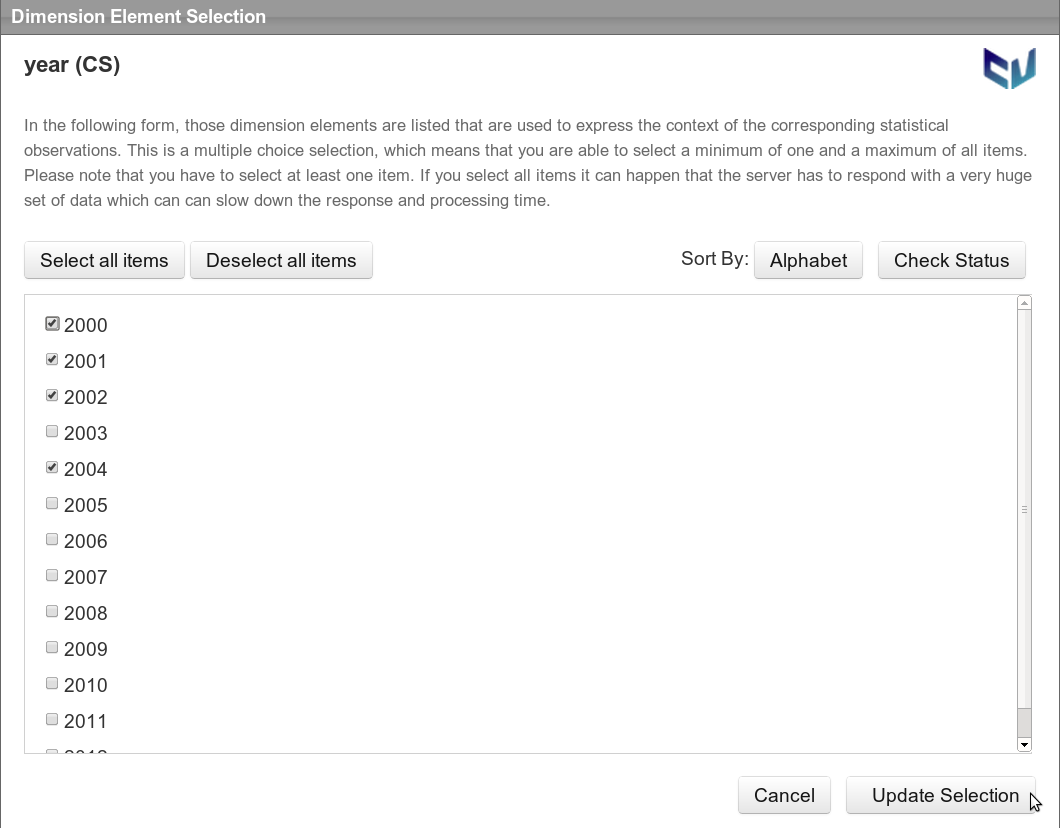 Dimension Element Selection
year (CS)
In the following form, those dimension elements are listed that are used to express the context of the corresponding statistical
observations. This is a multiple choice selection, which means that you are able to select a minimum of one and a maximum of all items.
Please note that you have to select at least one item. If you select all items it can happen that the server has to respond with a very huge
set of data which can can slow down the response and processing time.
Select all items Deselect all items Sort By: Alphabet Check Status
2000
2001
2002
2003
2004
2005
2006
2007
2008
2009
2010
2011
Cancel Update Selection